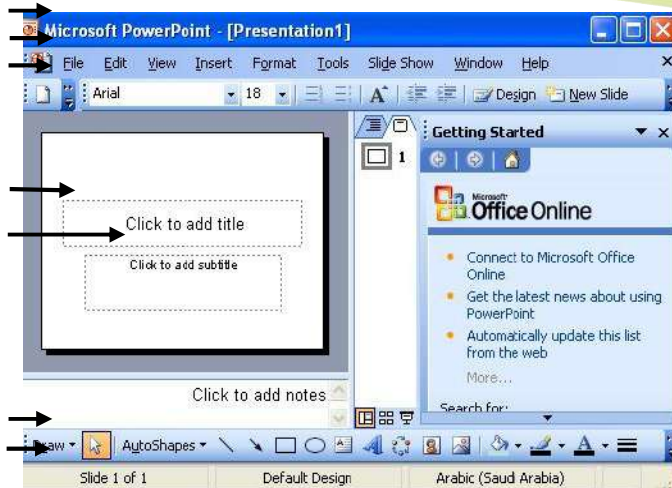 Microsoft PowerPoint - [Presentation1]
File Edit View Insert Format Tools Slide Show Window Help
Arial 18 A Design New Slide
1
Getting Started
Microsoft
Office Online
Connect to Microsoft Office
Online
Get the latest news about using
PowerPoint
Automatically update this list
from the web
More...
Search for:
Click to add title
Click to add subtitle
Click to add notes
Draw AutoShapes A A
Slide 1 of 1 Default Design Arabic (Saud Arabia)